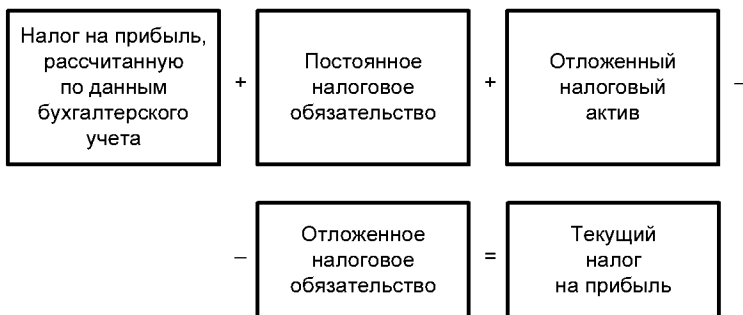 Налог на прибыль,
рассчитанную
по данным
бухгалтерского
учета
+
Постоянное
налоговое
обязательство
+
Отложенный
налоговый
актив
–
–
Отложенное
налоговое
обязательство
=
Текущий
налог
на прибыль